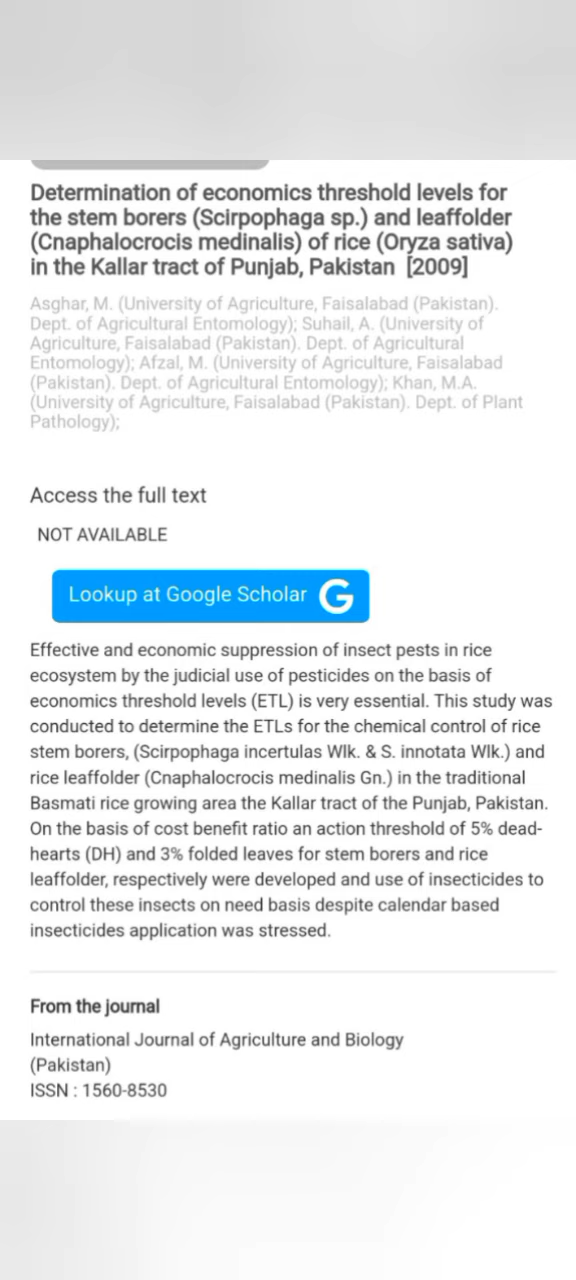 Determination of economics threshold levels for
the stem borers (Scirpophaga sp.) and leaffolder
(Cnaphalocrocis medinalis) of rice (Oryza sativa)
in the Kallar tract of Punjab, Pakistan [2009]
Asghar, M. (University of Agriculture, Faisalabad (Pakistan).
Dept. of Agricultural Entomology); Suhail, A. (University of
Agriculture, Faisalabad (Pakistan). Dept. of Agricultural
Entomology); Afzal, M. (University of Agriculture, Faisalabad
(Pakistan). Dept. of Agricultural Entomology); Khan, M.A.
(University of Agriculture, Faisalabad (Pakistan). Dept. of Plant
Pathology);
Access the full text
NOT AVAILABLE
Lookup at Google Scholar G
Effective and economic suppression of insect pests in rice
ecosystem by the judicial use of pesticides on the basis of
economics threshold levels (ETL) is very essential. This study was
conducted to determine the ETLs for the chemical control of rice
stem borers, (Scirpophaga incertulas Wlk. & S. innotata Wlk.) and
rice leaffolder (Cnaphalocrocis medinalis Gn.) in the traditional
Basmati rice growing area the Kallar tract of the Punjab, Pakistan.
On the basis of cost benefit ratio an action threshold of 5% dead-
hearts (DH) and 3% folded leaves for stem borers and rice
leaffolder, respectively were developed and use of insecticides to
control these insects on need basis despite calendar based
insecticides application was stressed.
From the journal
International Journal of Agriculture and Biology
(Pakistan)
ISSN : 1560-8530